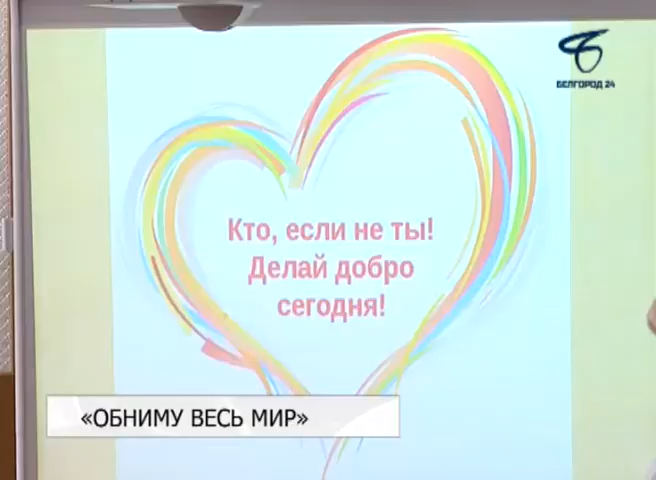 БЕЛГОРОД 24
Кто, если не ты!
Делай добро
сегодня!
«ОБНИМУ ВЕСЬ МИР»